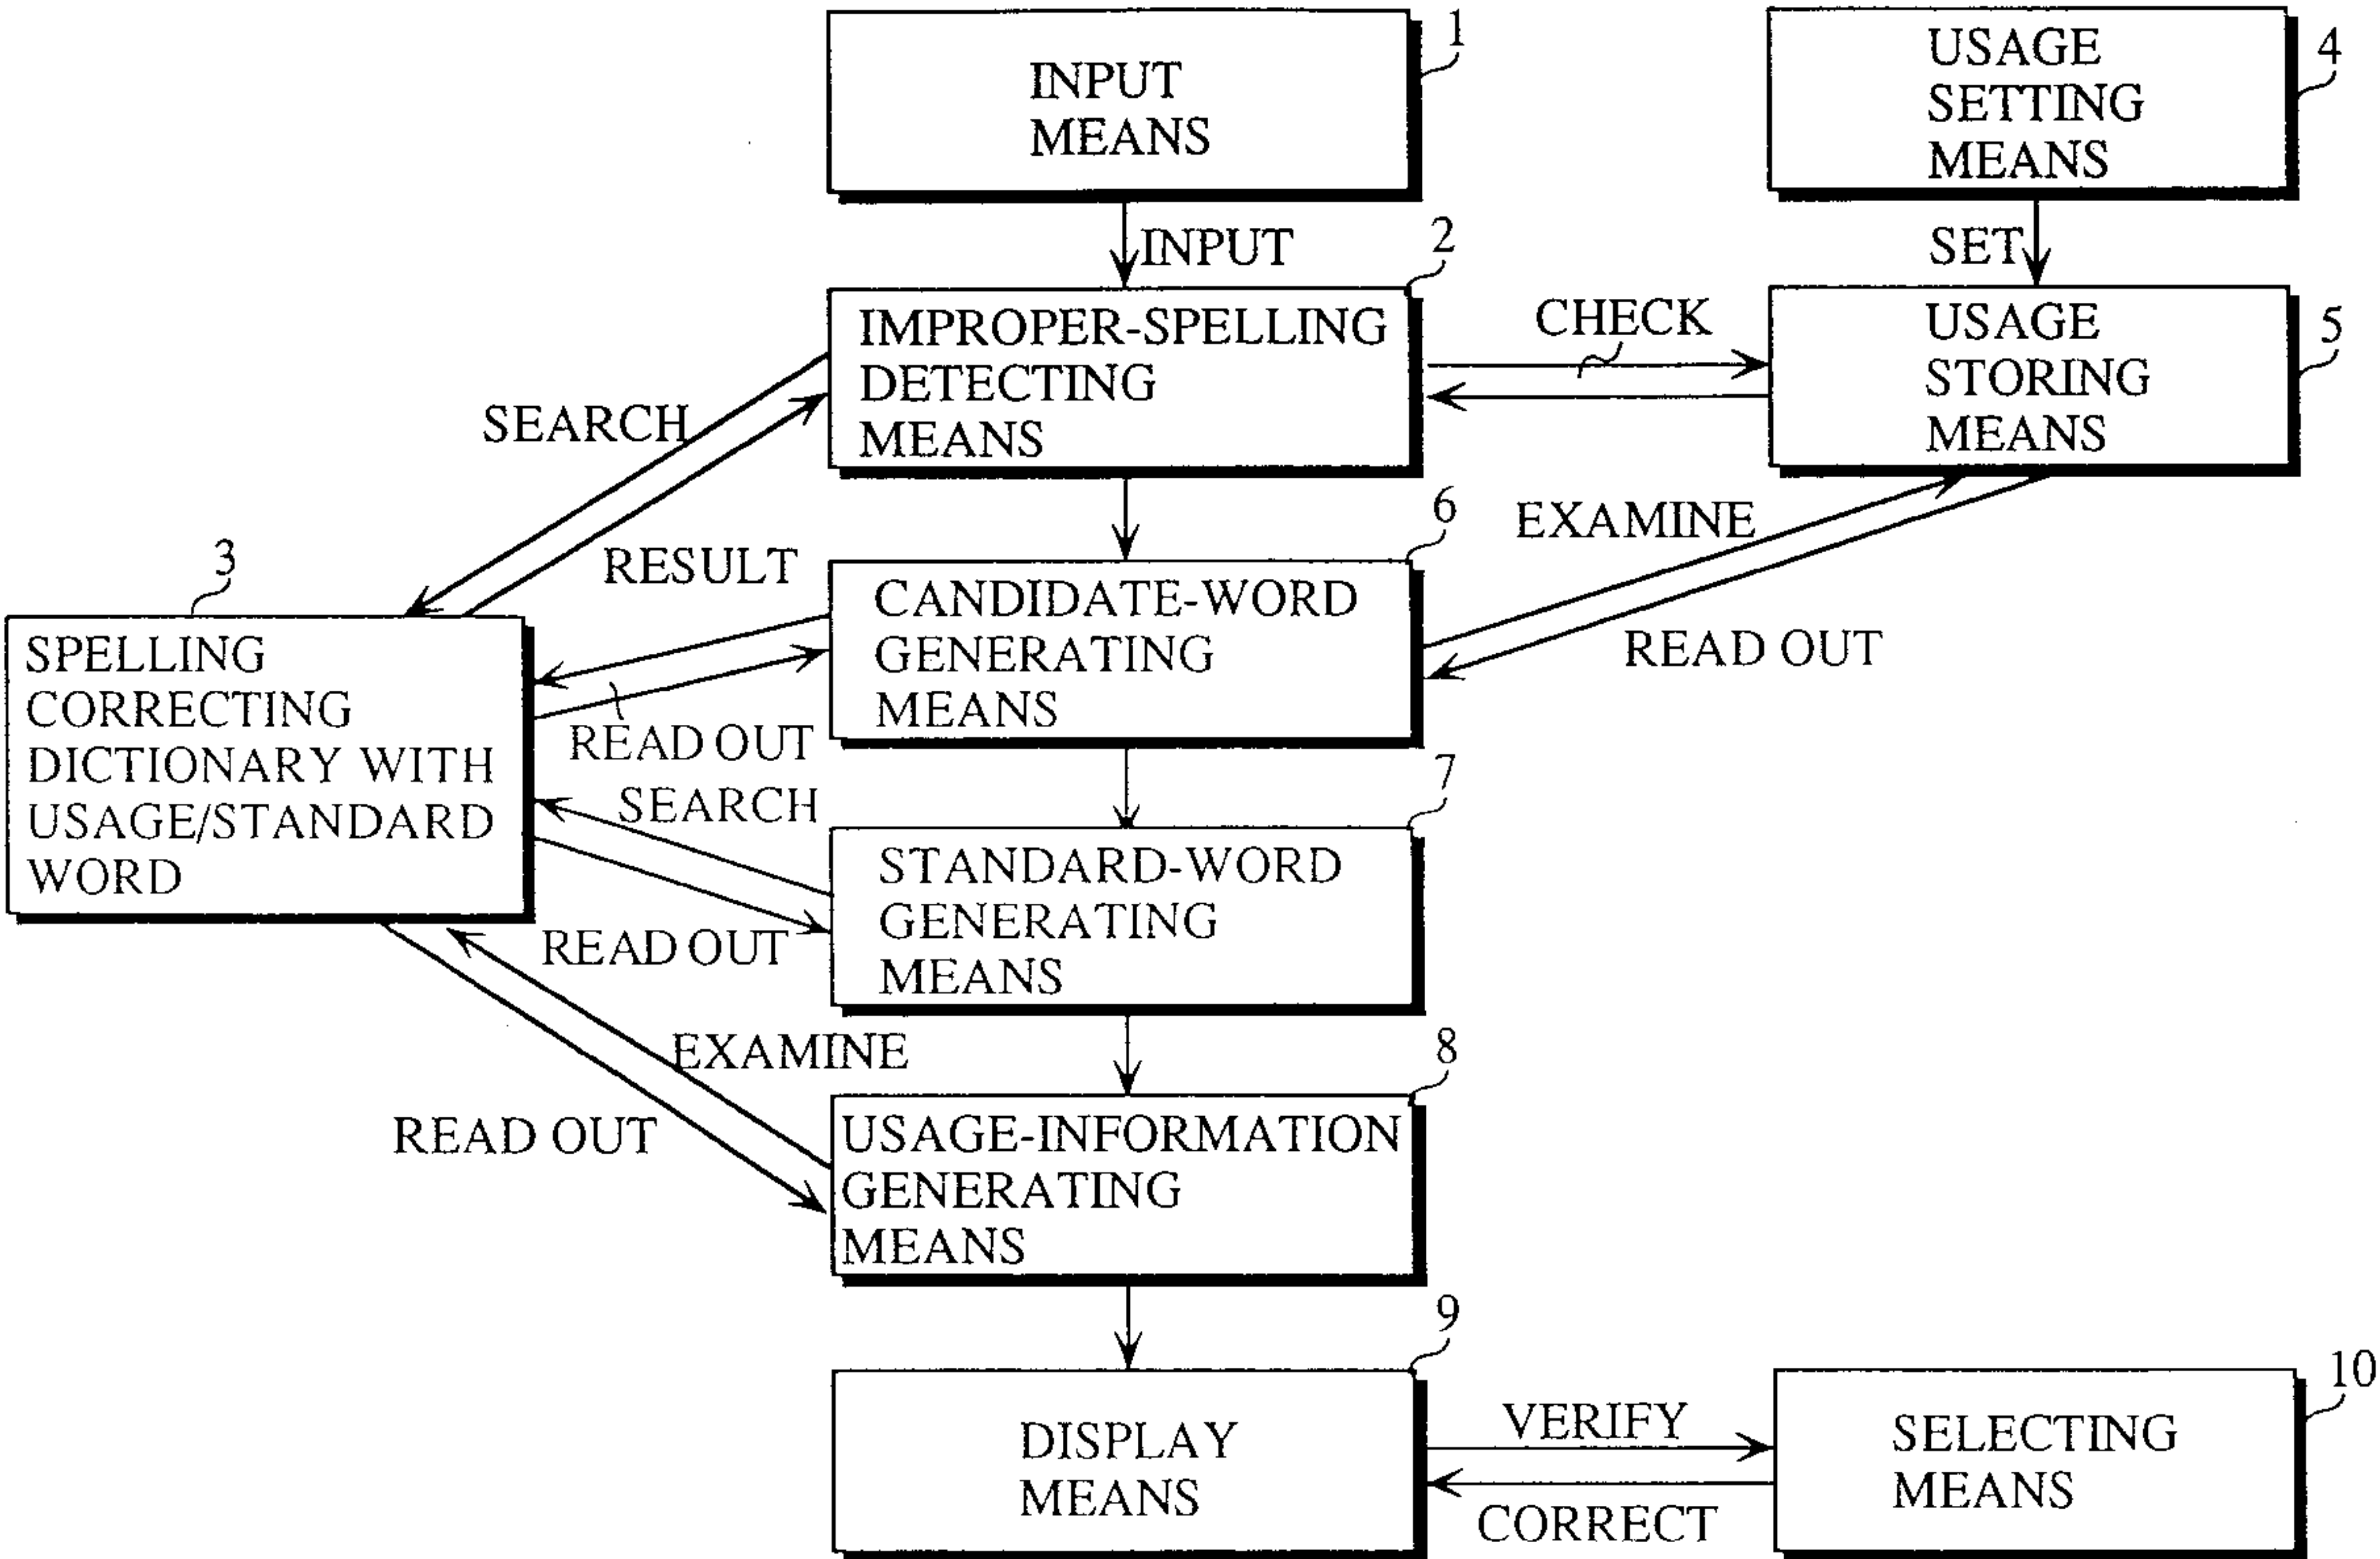 1
INPUT
MEANS
4
USAGE
SETTING
MEANS
INPUT
SET
2
IMPROPER-SPELLING
DETECTING
MEANS
CHECK
5
USAGE
STORING
MEANS
SEARCH
RESULT
EXAMINE
READ OUT
3
SPELLING
CORRECTING
DICTIONARY WITH
USAGE/STANDARD
WORD
6
CANDIDATE-WORD
GENERATING
MEANS
READ OUT
SEARCH
7
STANDARD-WORD
GENERATING
MEANS
READ OUT
EXAMINE
READ OUT
8
USAGE-INFORMATION
GENERATING
MEANS
9
DISPLAY
MEANS
VERIFY
CORRECT
10
SELECTING
MEANS